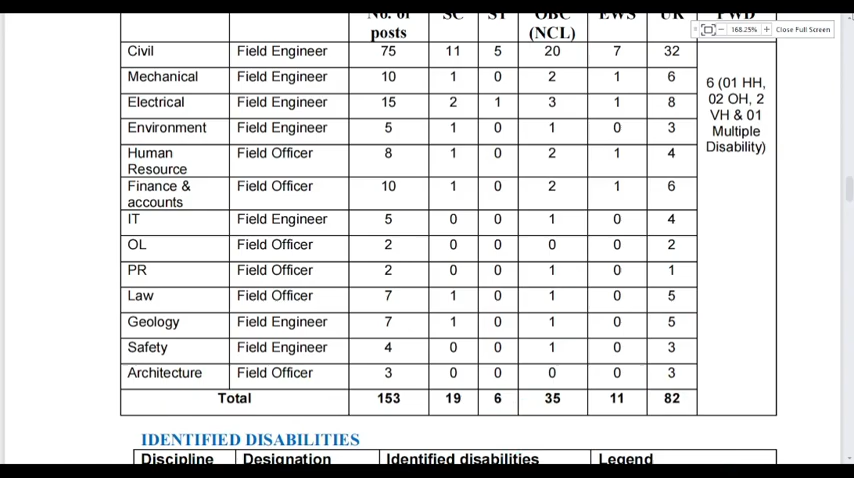 No. of SC ST OBC EWS UR PWD
posts (NCL)
168.25% Close Full Screen
Civil Field Engineer 75 11 5 20 7 32
Mechanical Field Engineer 10 1 0 2 1 6
6 (01 HH,
02 OH, 2
VH & 01
Multiple
Disability)
Electrical Field Engineer 15 2 1 3 1 8
Environment Field Engineer 5 1 0 1 0 3
Human Field Officer 8 1 0 2 1 4
Resource
Finance & Field Officer 10 1 0 2 1 6
accounts
IT Field Engineer 5 0 0 1 0 4
OL Field Officer 2 0 0 0 0 2
PR Field Officer 2 0 0 1 0 1
Law Field Officer 7 1 0 1 0 5
Geology Field Engineer 7 1 0 1 0 5
Safety Field Engineer 4 0 0 1 0 3
Architecture Field Officer 3 0 0 0 0 3
Total 153 19 6 35 11 82
IDENTIFIED DISABILITIES
Discipline Designation Identified disabilities Legend